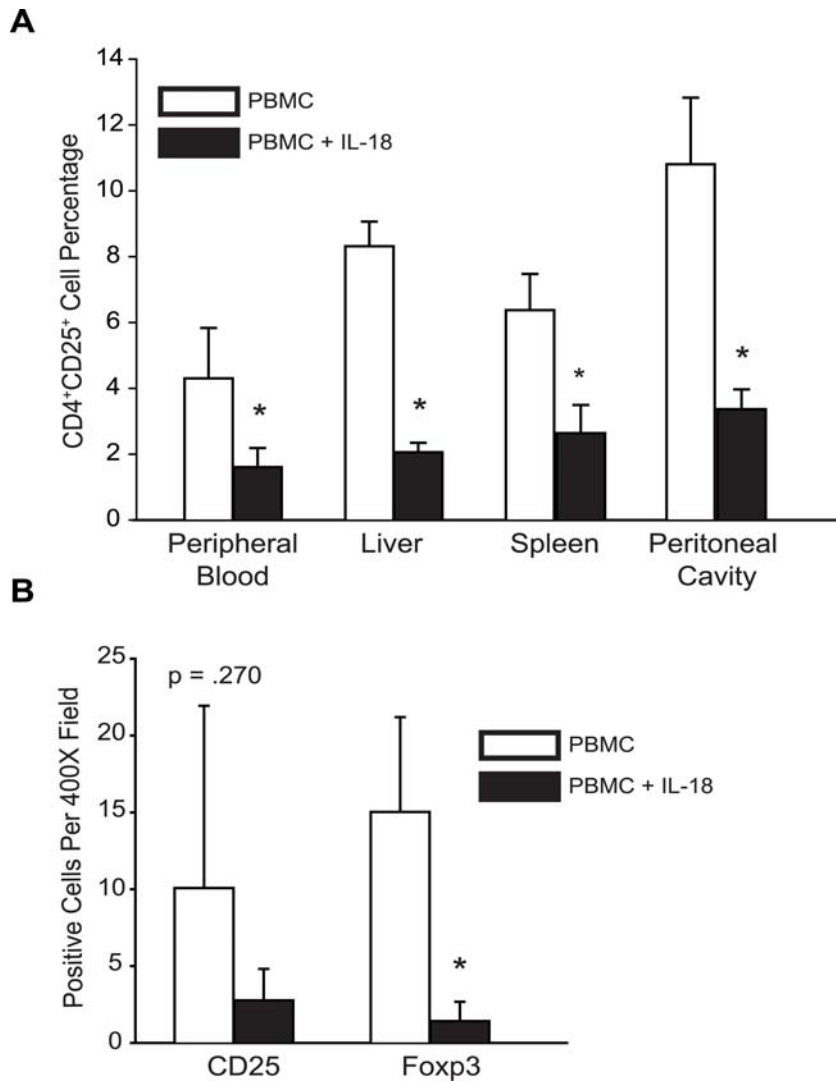 A
CD4⁺CD25⁺ Cell Percentage
14
12
10
8
6
4
2
0
PBMC
PBMC + IL-18
*
*
*
*
Peripheral
Blood
Liver
Spleen
Peritoneal
Cavity
B
Positive Cells Per 400X Field
25
20
15
10
5
0
p = .270
PBMC
PBMC + IL-18
*
CD25
Foxp3